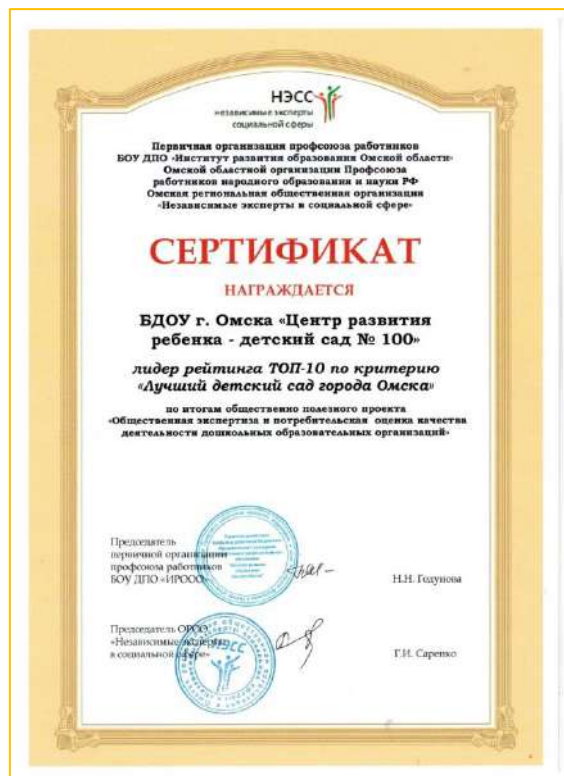 НЭСС
независимые эксперты
социальной сферы
Первичная организация профсоюза работников
БОУ ДПО «Институт развития образования Омской области»
Омской областной организации Профсоюза
работников народного образования и науки РФ
Омская региональная общественная организация
«Независимые эксперты в социальной сфере»
СЕРТИФИКАТ
НАГРАЖДАЕТСЯ
БДОУ г. Омска «Центр развития
ребенка - детский сад № 100»
лидер рейтинга ТОП-10 по критерию
«Лучший детский сад города Омска»
по итогам общественно полезного проекта
«Общественная экспертиза и потребительская оценка качества
деятельности дошкольных образовательных организаций»
Председатель
первичной организации
профсоюза работников
БОУ ДПО «ИРООО»
Н.Н. Годунова
Председатель ОРОО
«Независимые эксперты
в социальной сфере»
Г.И. Саренко
НЭСС